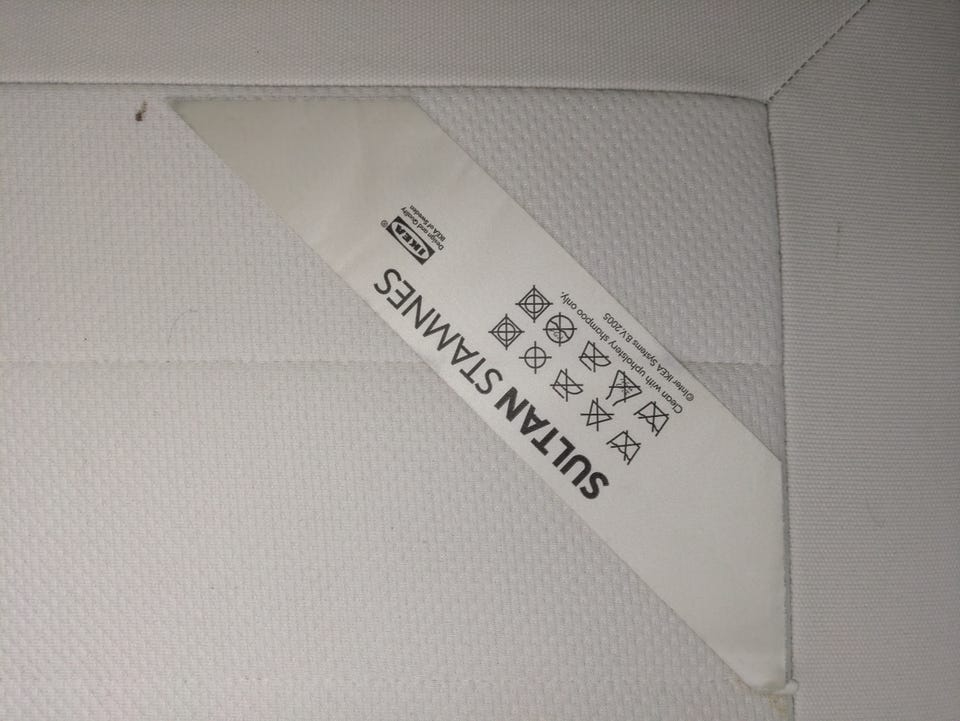 SULTAN STAMNES
Clean with upholstery shampoo only.
©Inter IKEA Systems B.V.2005
IKEA®
Design and Quality
IKEA of Sweden